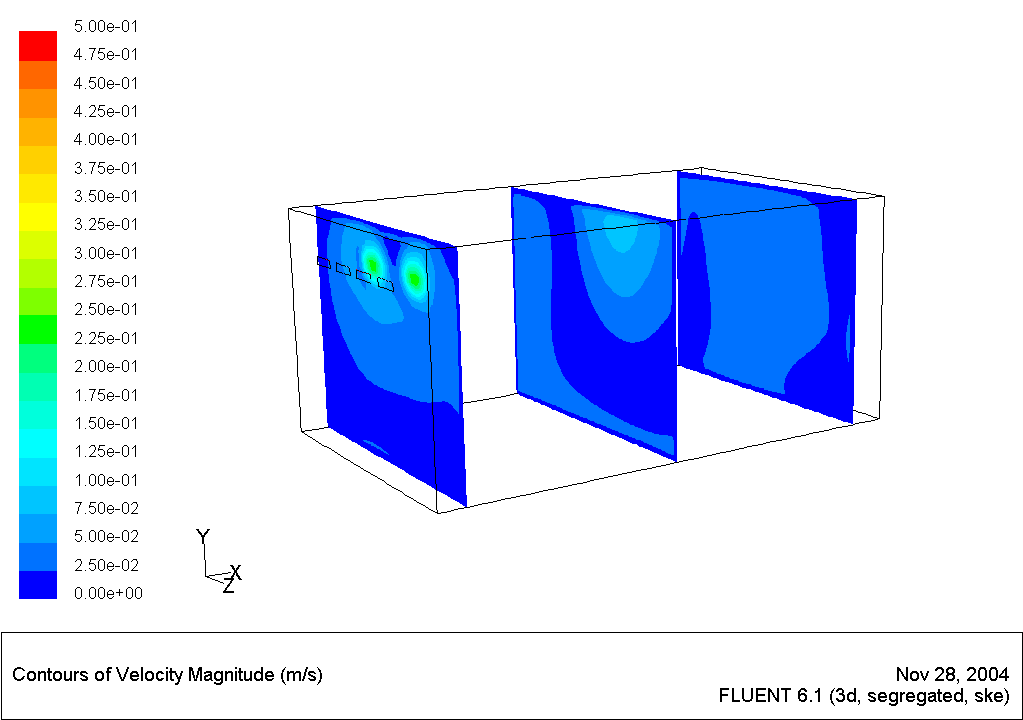 5.00e-01
4.75e-01
4.50e-01
4.25e-01
4.00e-01
3.75e-01
3.50e-01
3.25e-01
3.00e-01
2.75e-01
2.50e-01
2.25e-01
2.00e-01
1.75e-01
1.50e-01
1.25e-01
1.00e-01
7.50e-02
5.00e-02
2.50e-02
0.00e+00
Y
X
Z
Contours of Velocity Magnitude (m/s)
Nov 28, 2004
FLUENT 6.1 (3d, segregated, ske)